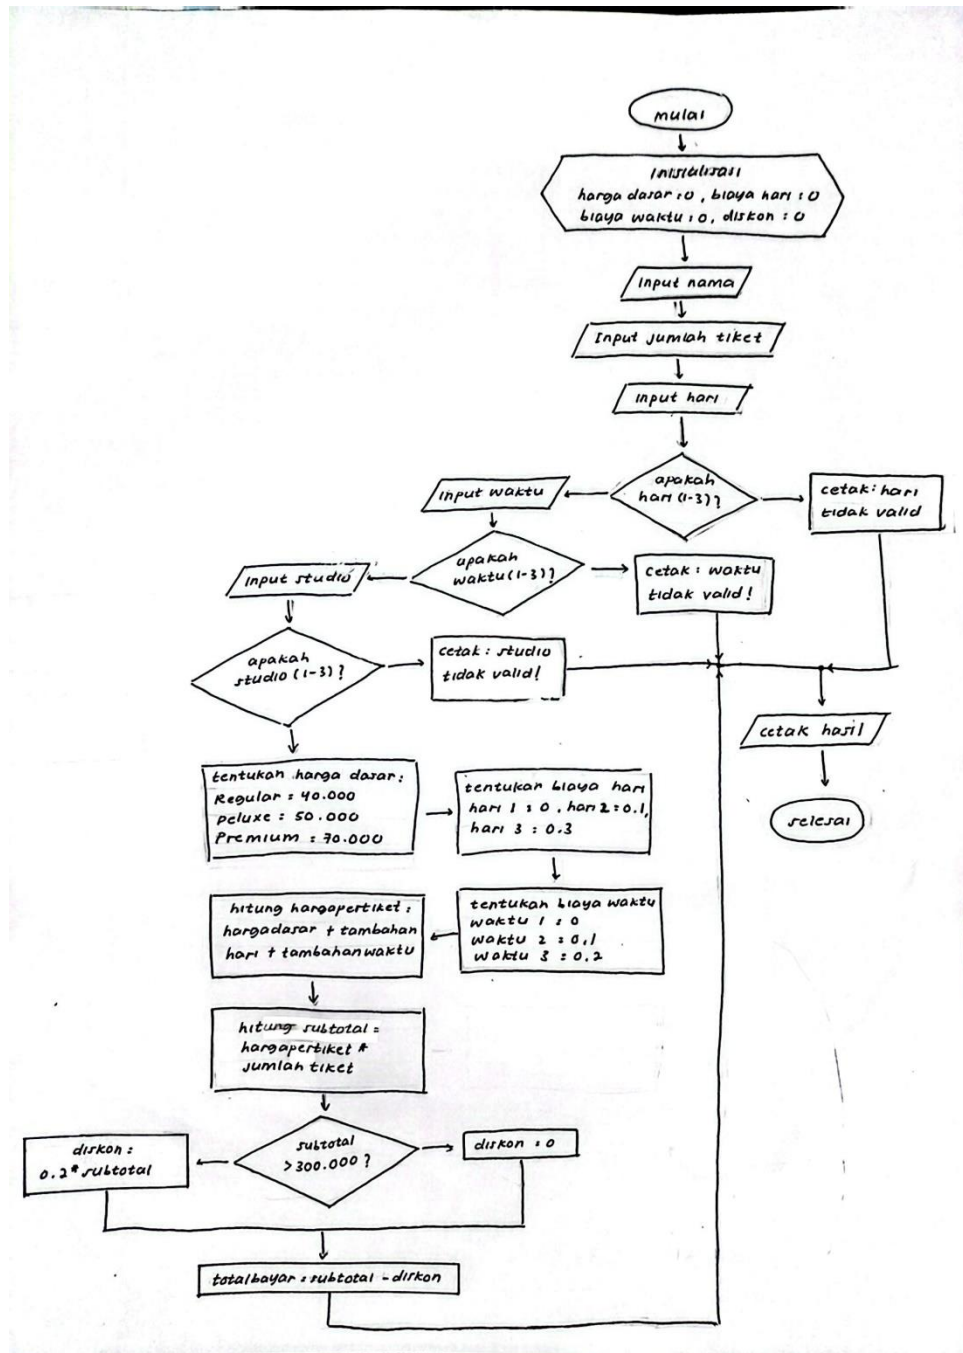 mulai
inisialisasi
harga dasar : 0, biaya hari : 0
biaya waktu : 0, diskon : 0
input nama
Input jumlah tiket
input hari
apakah
hari (1-3)?
cetak: hari
tidak valid
input waktu
apakah
waktu (1-3)?
cetak : waktu
tidak valid!
input studio
apakah
studio (1-3)?
cetak : studio
tidak valid!
cetak hasil
selesai
tentukan harga dasar:
Regular = 40.000
Deluxe = 50.000
Premium = 70.000
tentukan biaya hari
hari 1 : 0, hari 2 : 0.1,
hari 3 : 0.3
tentukan biaya waktu
waktu 1 : 0
waktu 2 : 0.1
waktu 3 : 0.2
hitung hargapertiket :
hargadasar + tambahan
hari + tambahanwaktu
hitung subtotal =
hargapertiket *
jumlah tiket
subtotal
>300.000?
diskon :
0.2* subtotal
diskon : 0
totalbayar : subtotal - diskon